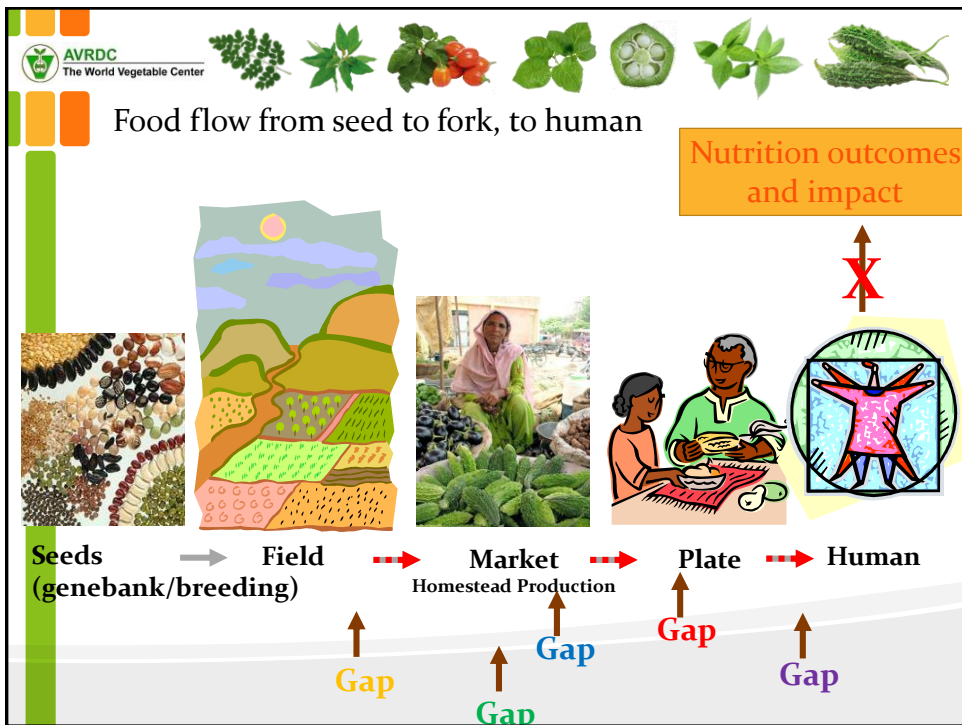 AVRDC
The World Vegetable Center
Food flow from seed to fork, to human
Nutrition outcomes
and impact
X
Seeds
(genebank/breeding)
Field
Market
Homestead Production
Plate
Human
Gap
Gap
Gap
Gap
Gap